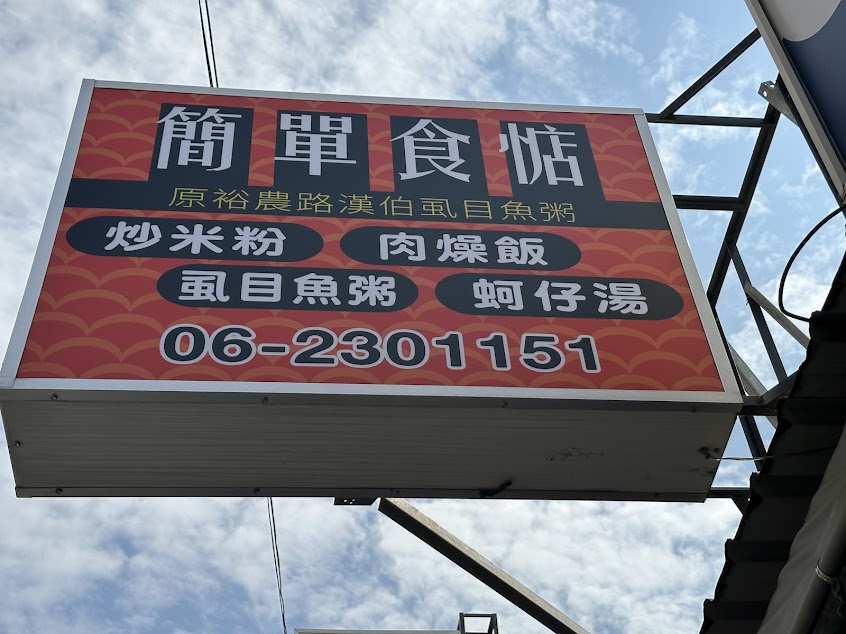 簡單食惦
原裕農路漢伯虱目魚粥
炒米粉 肉燥飯
虱目魚粥 蚵仔湯
06-2301151